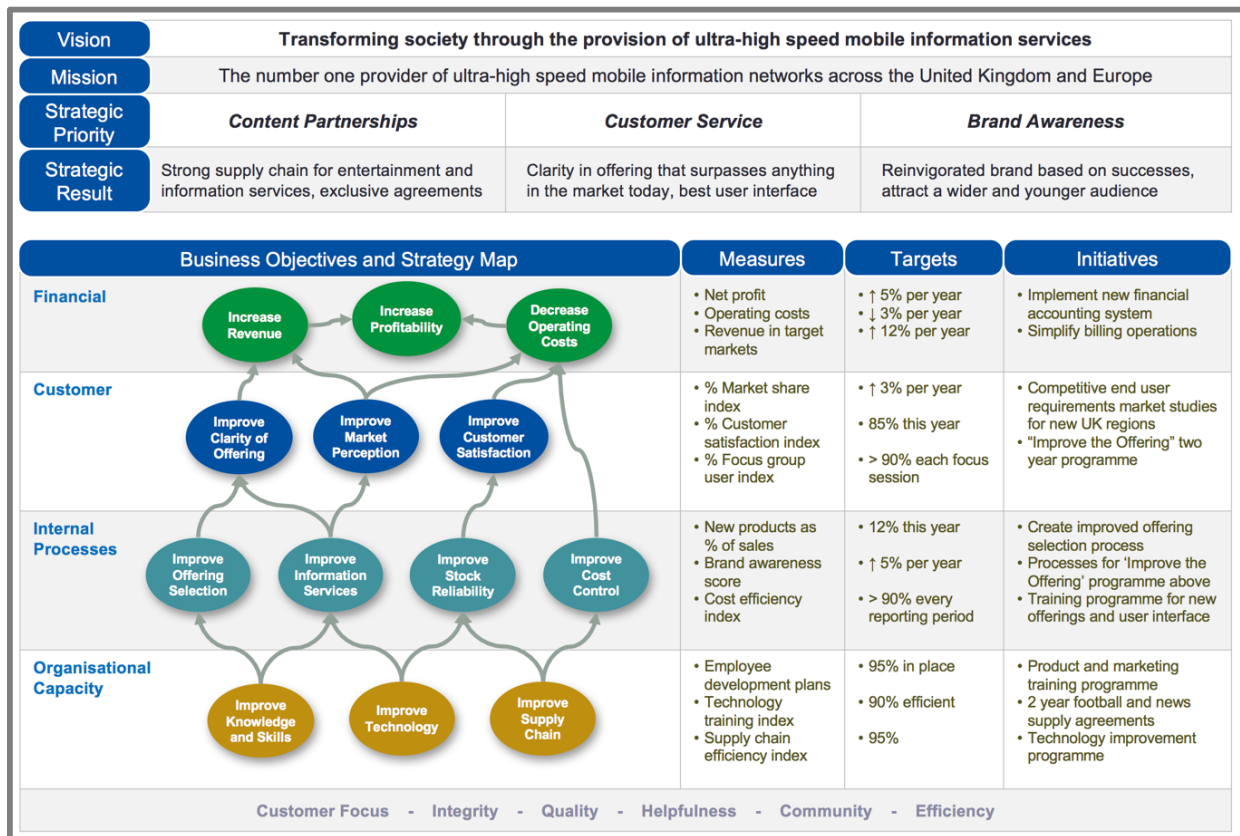 Vision
Transforming society through the provision of ultra-high speed mobile information services
Mission
The number one provider of ultra-high speed mobile information networks across the United Kingdom and Europe
Strategic
Priority
Content Partnerships
Customer Service
Brand Awareness
Strategic
Result
Strong supply chain for entertainment and
information services, exclusive agreements
Clarity in offering that surpasses anything
in the market today, best user interface
Reinvigorated brand based on successes,
attract a wider and younger audience
Business Objectives and Strategy Map
Measures
Targets
Initiatives
Financial
Increase
Revenue
Increase
Profitability
Decrease
Operating
Costs
• Net profit
• Operating costs
• Revenue in target
markets
• ↑ 5% per year
• ↓ 3% per year
• ↑ 12% per year
• Implement new financial
accounting system
• Simplify billing operations
Customer
Improve
Clarity of
Offering
Improve
Market
Perception
Improve
Customer
Satisfaction
• % Market share
index
• % Customer
satisfaction index
• % Focus group
user index
• ↑ 3% per year
• 85% this year
• > 90% each focus
session
• Competitive end user
requirements market studies
for new UK regions
• “Improve the Offering” two
year programme
Internal
Processes
Improve
Offering
Selection
Improve
Information
Services
Improve
Stock
Reliability
Improve
Cost
Control
• New products as
% of sales
• Brand awareness
score
• Cost efficiency
index
• 12% this year
• ↑ 5% per year
• > 90% every
reporting period
• Create improved offering
selection process
• Processes for ‘Improve the
Offering’ programme above
• Training programme for new
offerings and user interface
Organisational
Capacity
Improve
Knowledge
and Skills
Improve
Technology
Improve
Supply
Chain
• Employee
development plans
• Technology
training index
• Supply chain
efficiency index
• 95% in place
• 90% efficient
• 95%
• Product and marketing
training programme
• 2 year football and news
supply agreements
• Technology improvement
programme
Customer Focus - Integrity - Quality - Helpfulness - Community - Efficiency